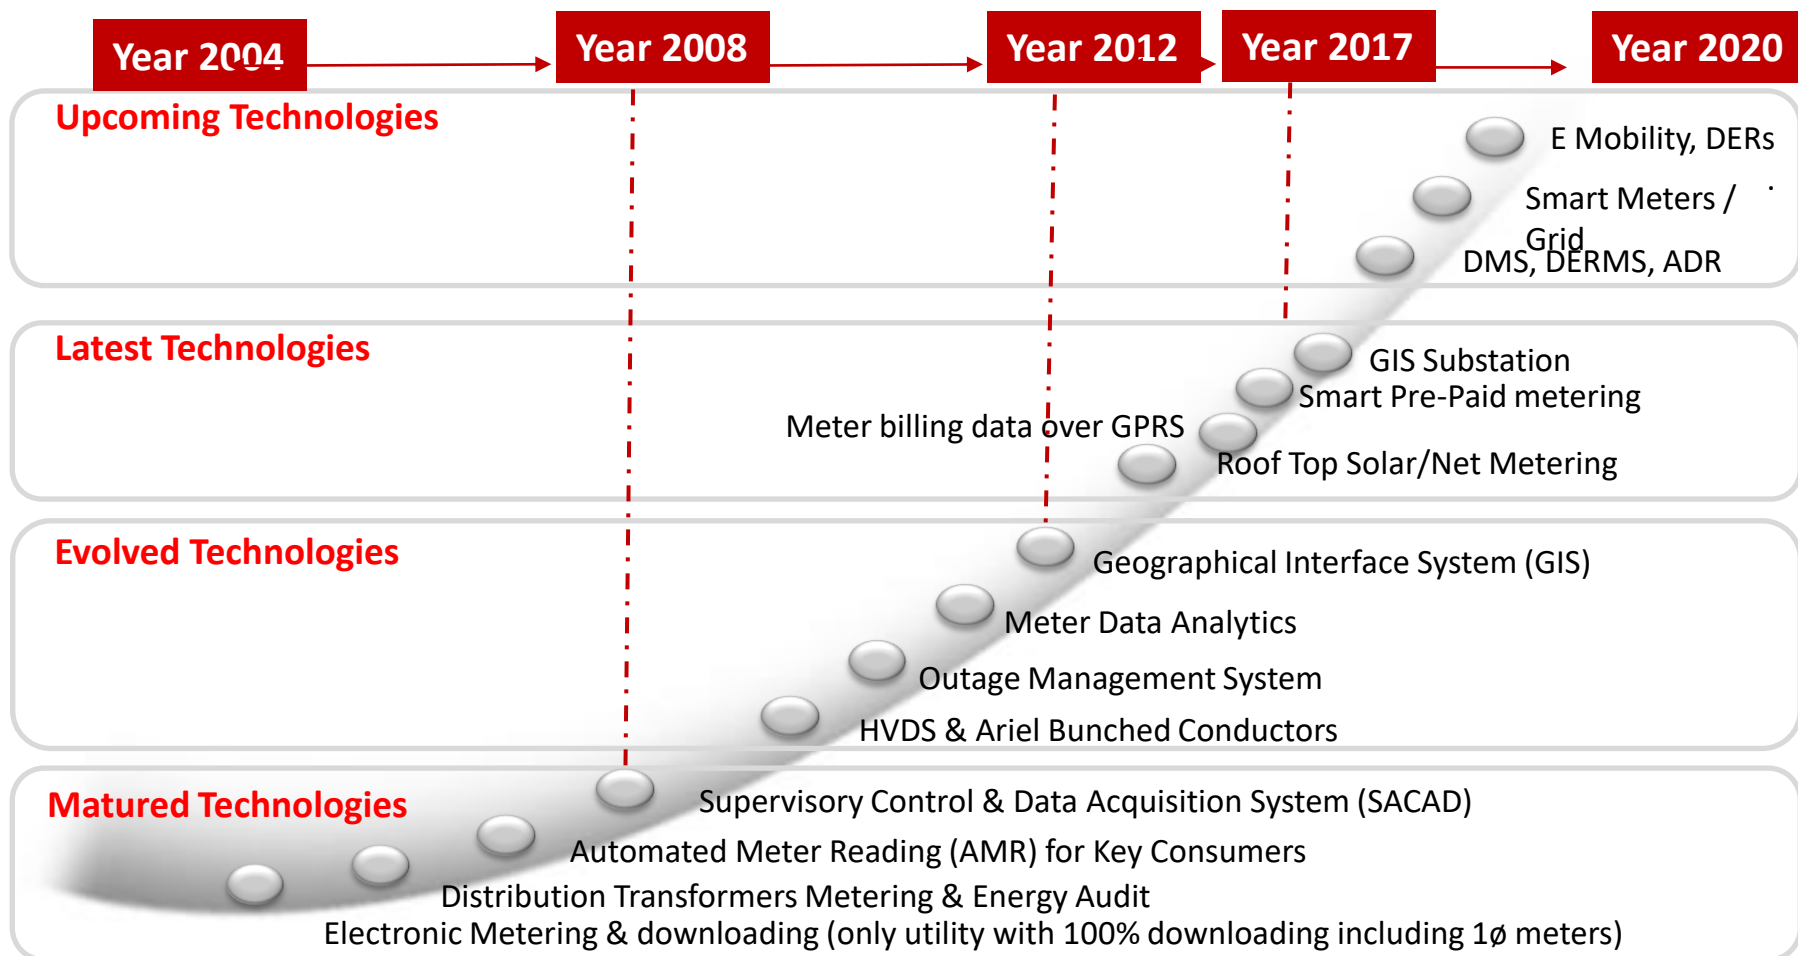 Year 2004
Year 2008
Year 2012
Year 2017
Year 2020
Upcoming Technologies
E Mobility, DERs
Smart Meters /
Grid
DMS, DERMS, ADR
Latest Technologies
GIS Substation
Smart Pre-Paid metering
Meter billing data over GPRS
Roof Top Solar/Net Metering
Evolved Technologies
Geographical Interface System (GIS)
Meter Data Analytics
Outage Management System
HVDS & Ariel Bunched Conductors
Matured Technologies
Supervisory Control & Data Acquisition System (SACAD)
Automated Meter Reading (AMR) for Key Consumers
Distribution Transformers Metering & Energy Audit
Electronic Metering & downloading (only utility with 100% downloading including 1ø meters)